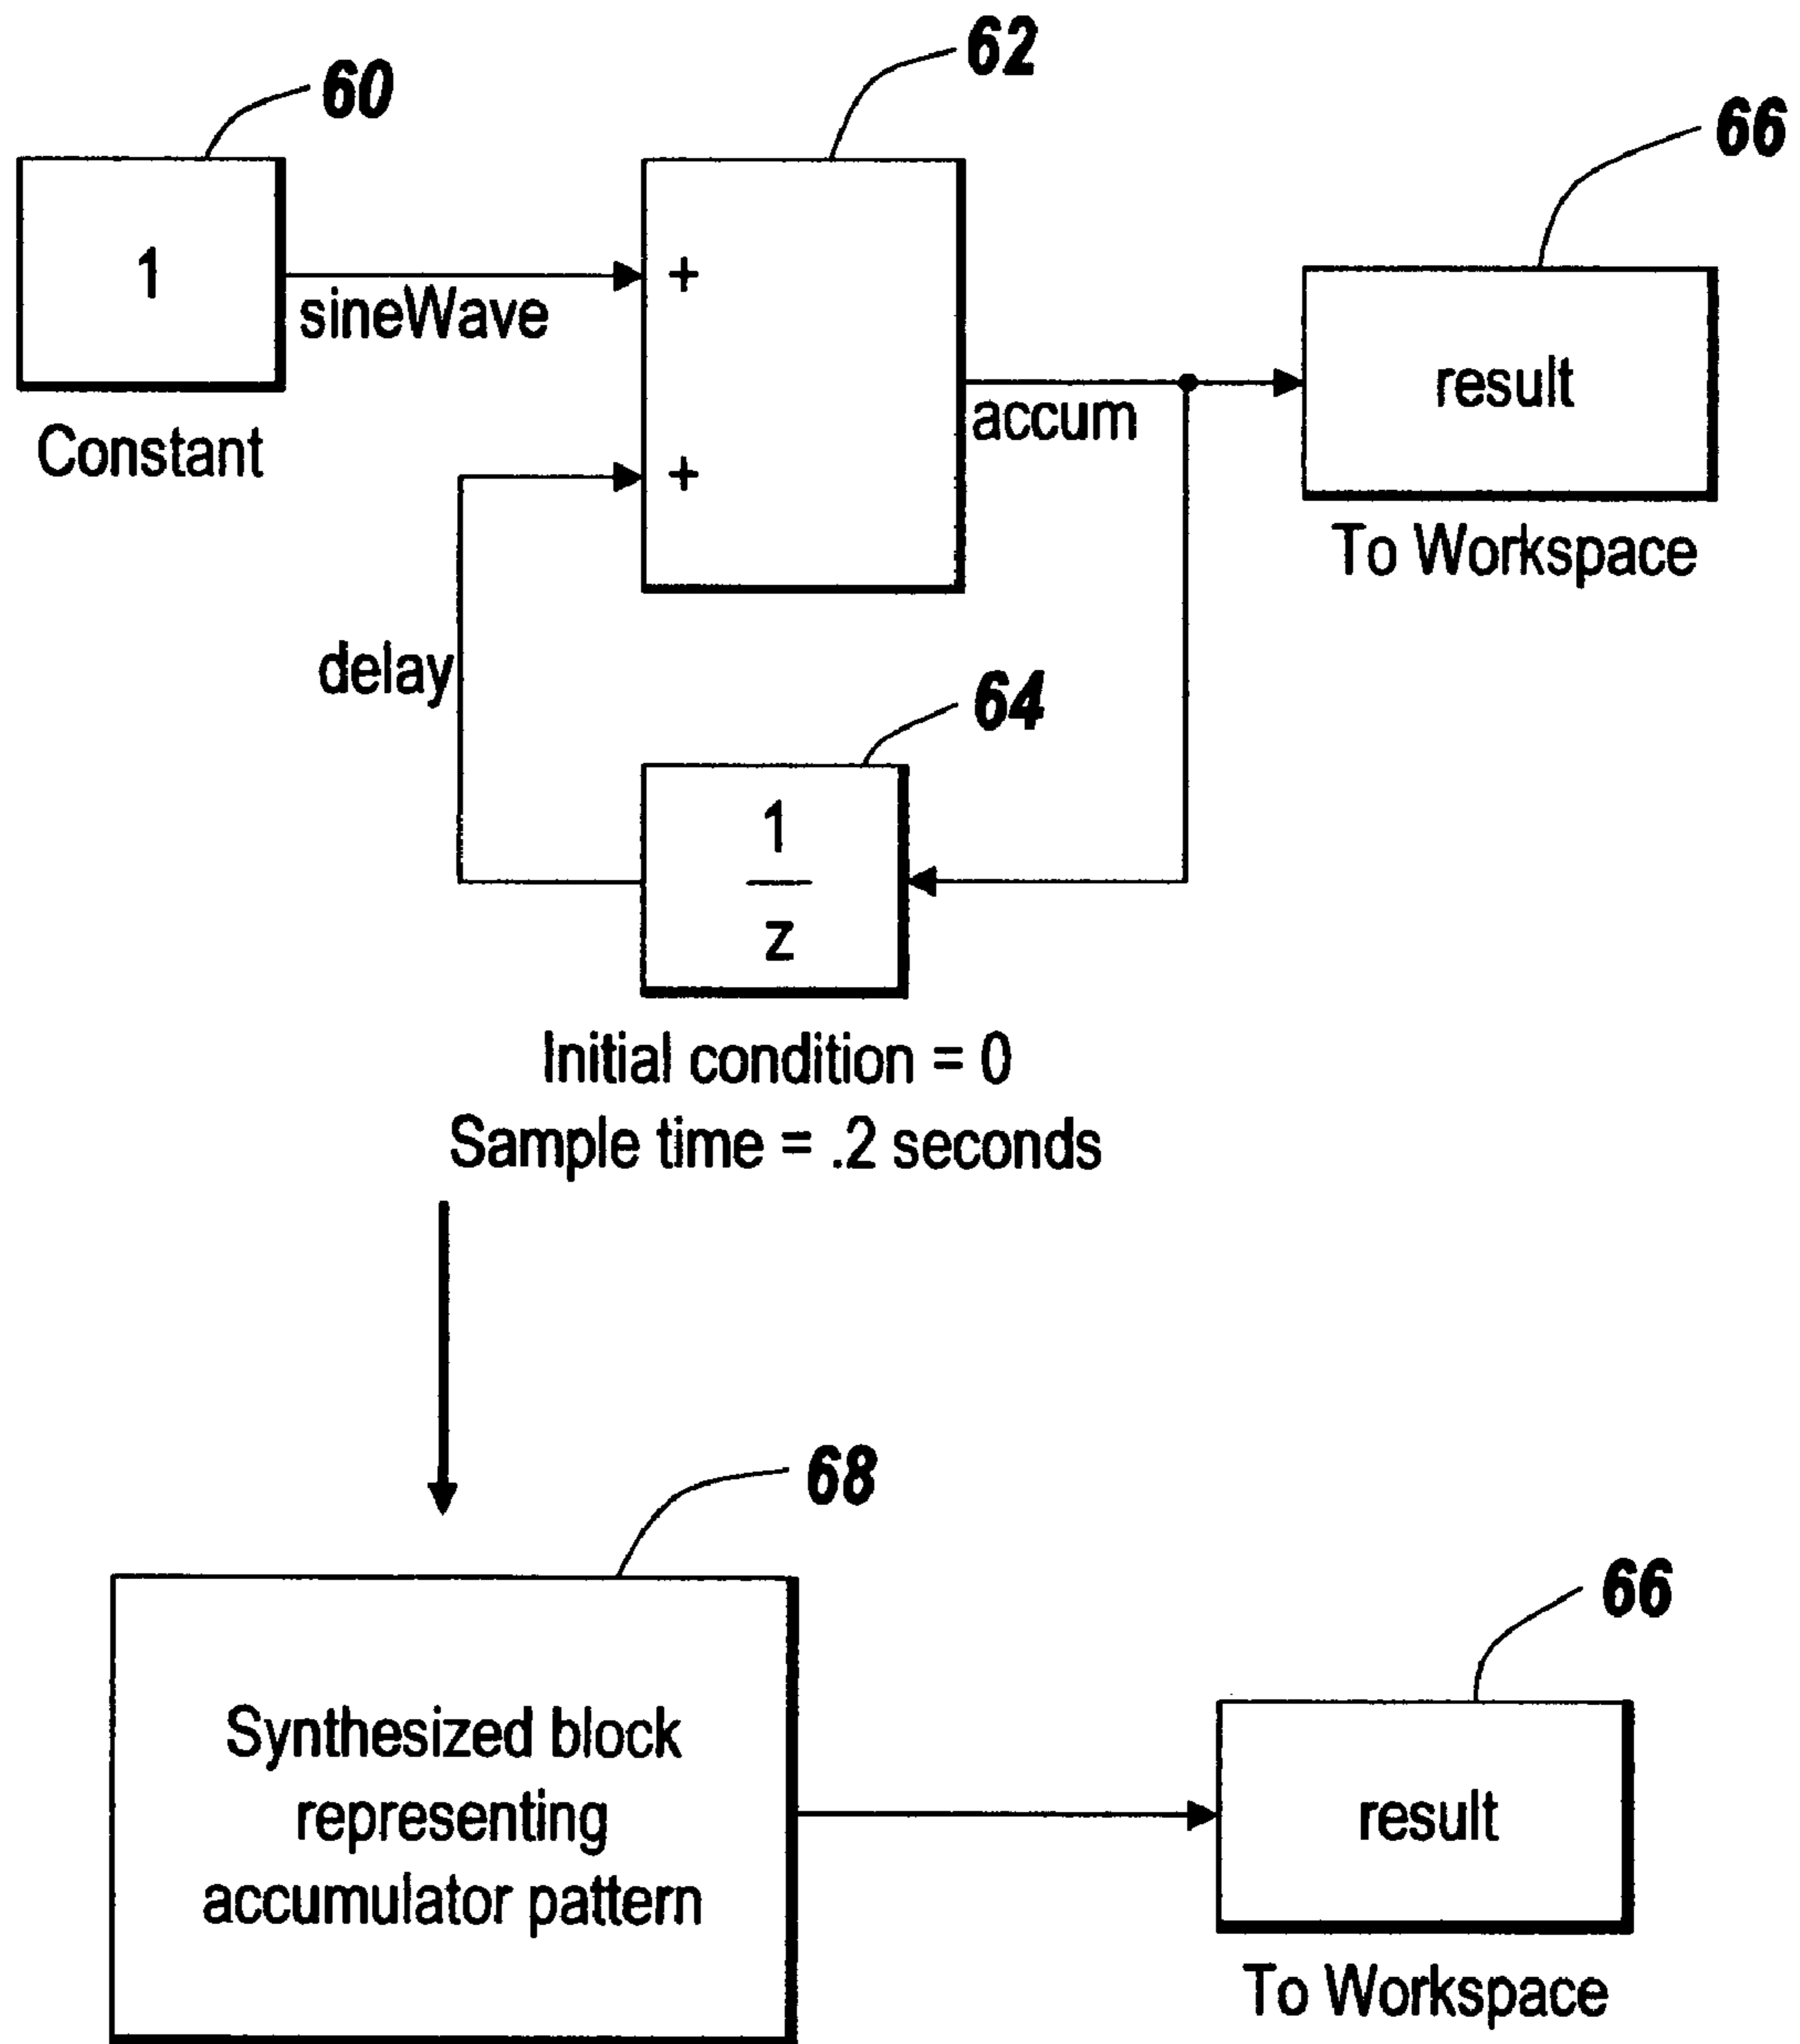 60
62
66
1
sineWave
+
Constant
+
accum
result
To Workspace
delay
64
1
z
Initial condition = 0
Sample time = .2 seconds
68
66
Synthesized block
representing
accumulator pattern
result
To Workspace